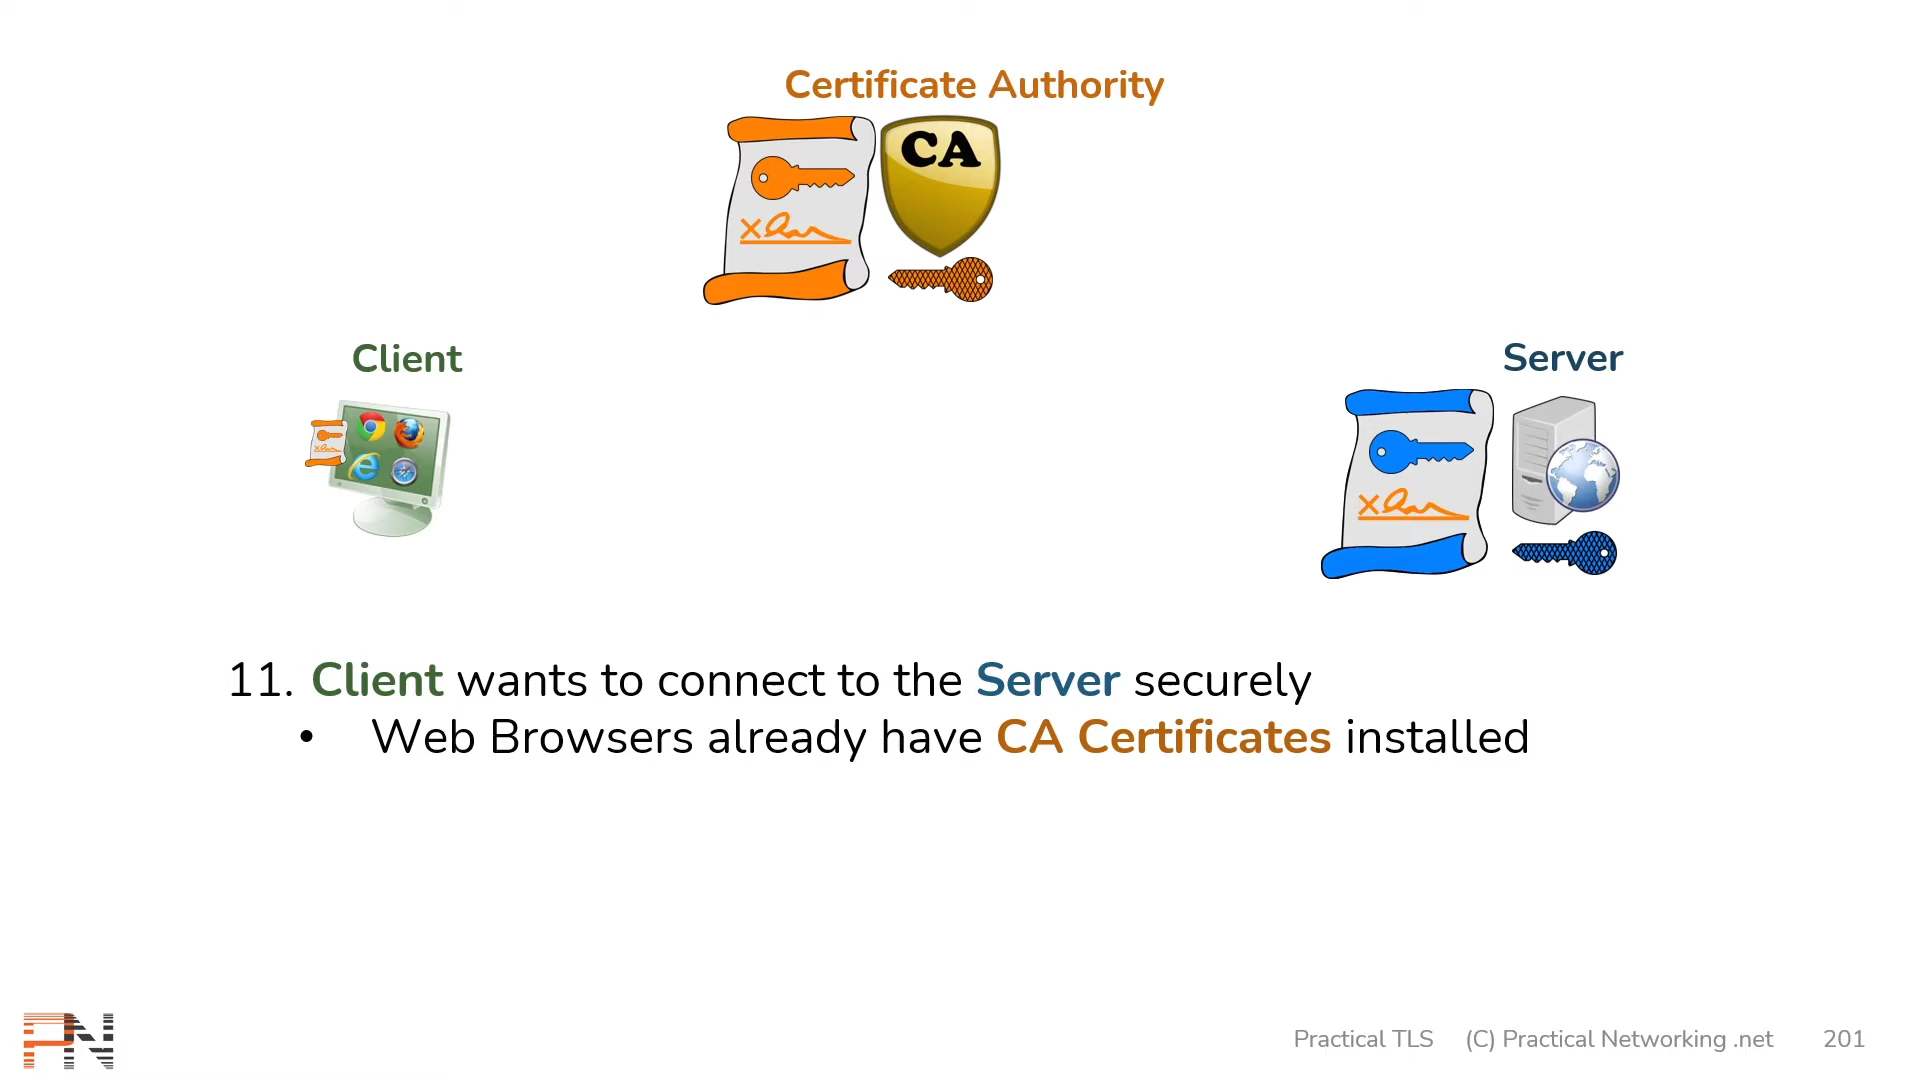 Certificate Authority
CA
Client
Server
11. Client wants to connect to the Server securely
• Web Browsers already have CA Certificates installed
PN
Practical TLS (C) Practical Networking .net 201